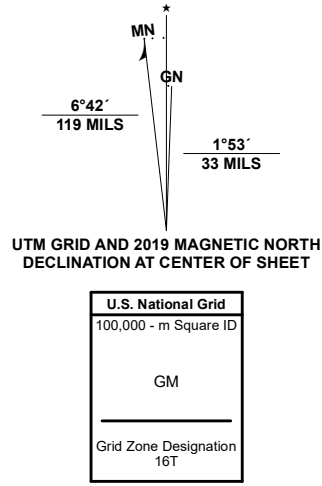 ★
MN
GN
6°42´
119 MILS
1°53´
33 MILS
UTM GRID AND 2019 MAGNETIC NORTH
DECLINATION AT CENTER OF SHEET
U.S. National Grid
100,000 - m Square ID
GM
Grid Zone Designation
16T